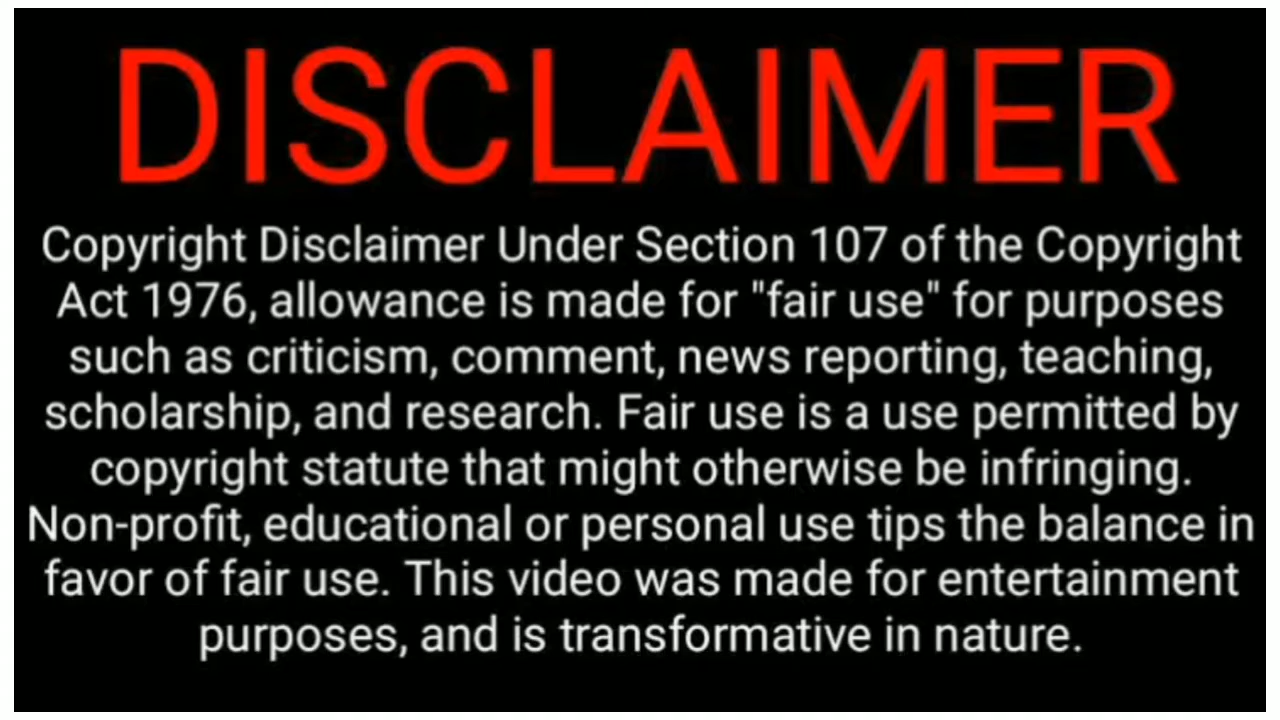 DISCLAIMER
Copyright Disclaimer Under Section 107 of the Copyright
Act 1976, allowance is made for "fair use" for purposes
such as criticism, comment, news reporting, teaching,
scholarship, and research. Fair use is a use permitted by
copyright statute that might otherwise be infringing.
Non-profit, educational or personal use tips the balance in
favor of fair use. This video was made for entertainment
purposes, and is transformative in nature.